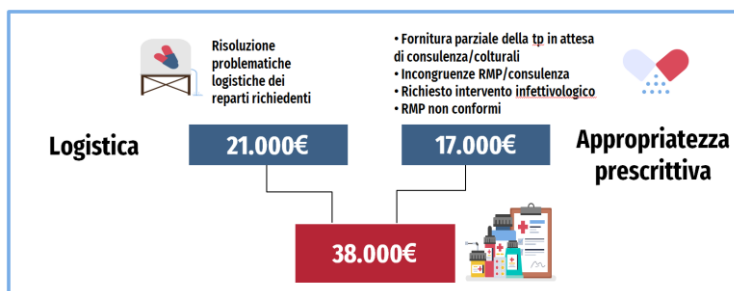 Risoluzione
problematiche
logistiche dei
reparti richiedenti
• Fornitura parziale della tp in attesa
di consulenza/colturali
• Incongruenze RMP/consulenza
• Richiesto intervento infettivologico
• RMP non conformi
Logistica
21.000€
17.000€
Appropriatezza
prescrittiva
38.000€